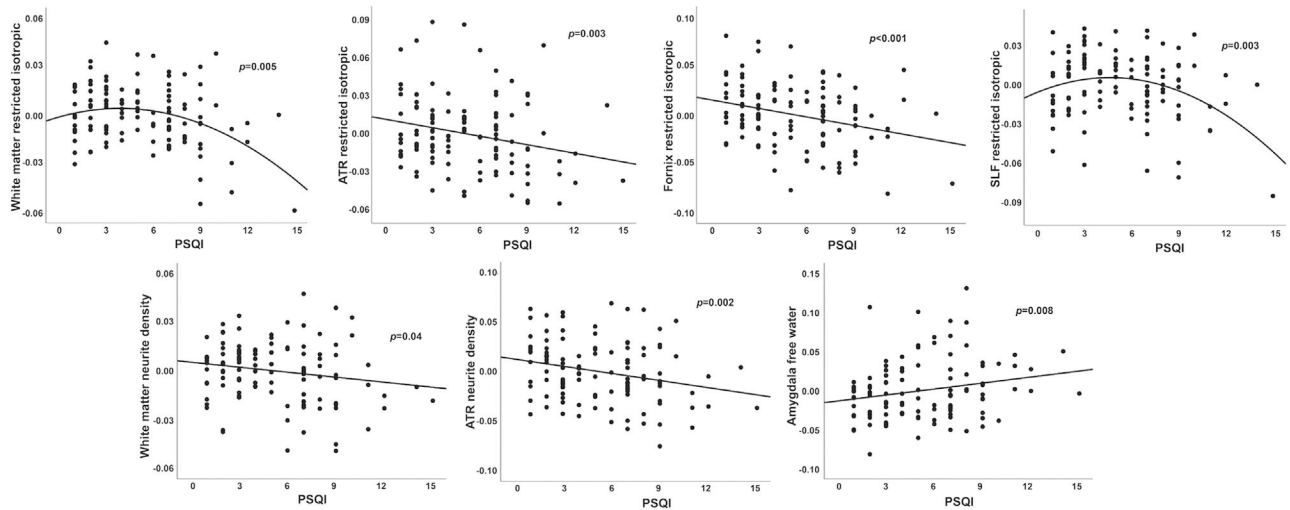 White matter restricted isotropic
0.06
0.03
0.00
-0.03
-0.06
p=0.005
0 3 6 9 12 15
PSQI
ATR restricted isotropic
0.09
0.06
0.03
0.00
-0.03
-0.06
p=0.003
0 3 6 9 12 15
PSQI
Fornix restricted isotropic
0.10
0.05
0.00
-0.05
-0.10
p<0.001
0 3 6 9 12 15
PSQI
SLF restricted isotropic
0.03
0.00
-0.03
-0.06
-0.09
p=0.003
0 3 6 9 12 15
PSQI
White matter neurite density
0.06
0.03
0.00
-0.03
-0.06
p=0.04
0 3 6 9 12 15
PSQI
ATR neurite density
0.10
0.05
0.00
-0.05
-0.10
p=0.002
0 3 6 9 12 15
PSQI
Amygdala free water
0.15
0.10
0.05
0.00
-0.05
-0.10
p=0.008
0 3 6 9 12 15
PSQI